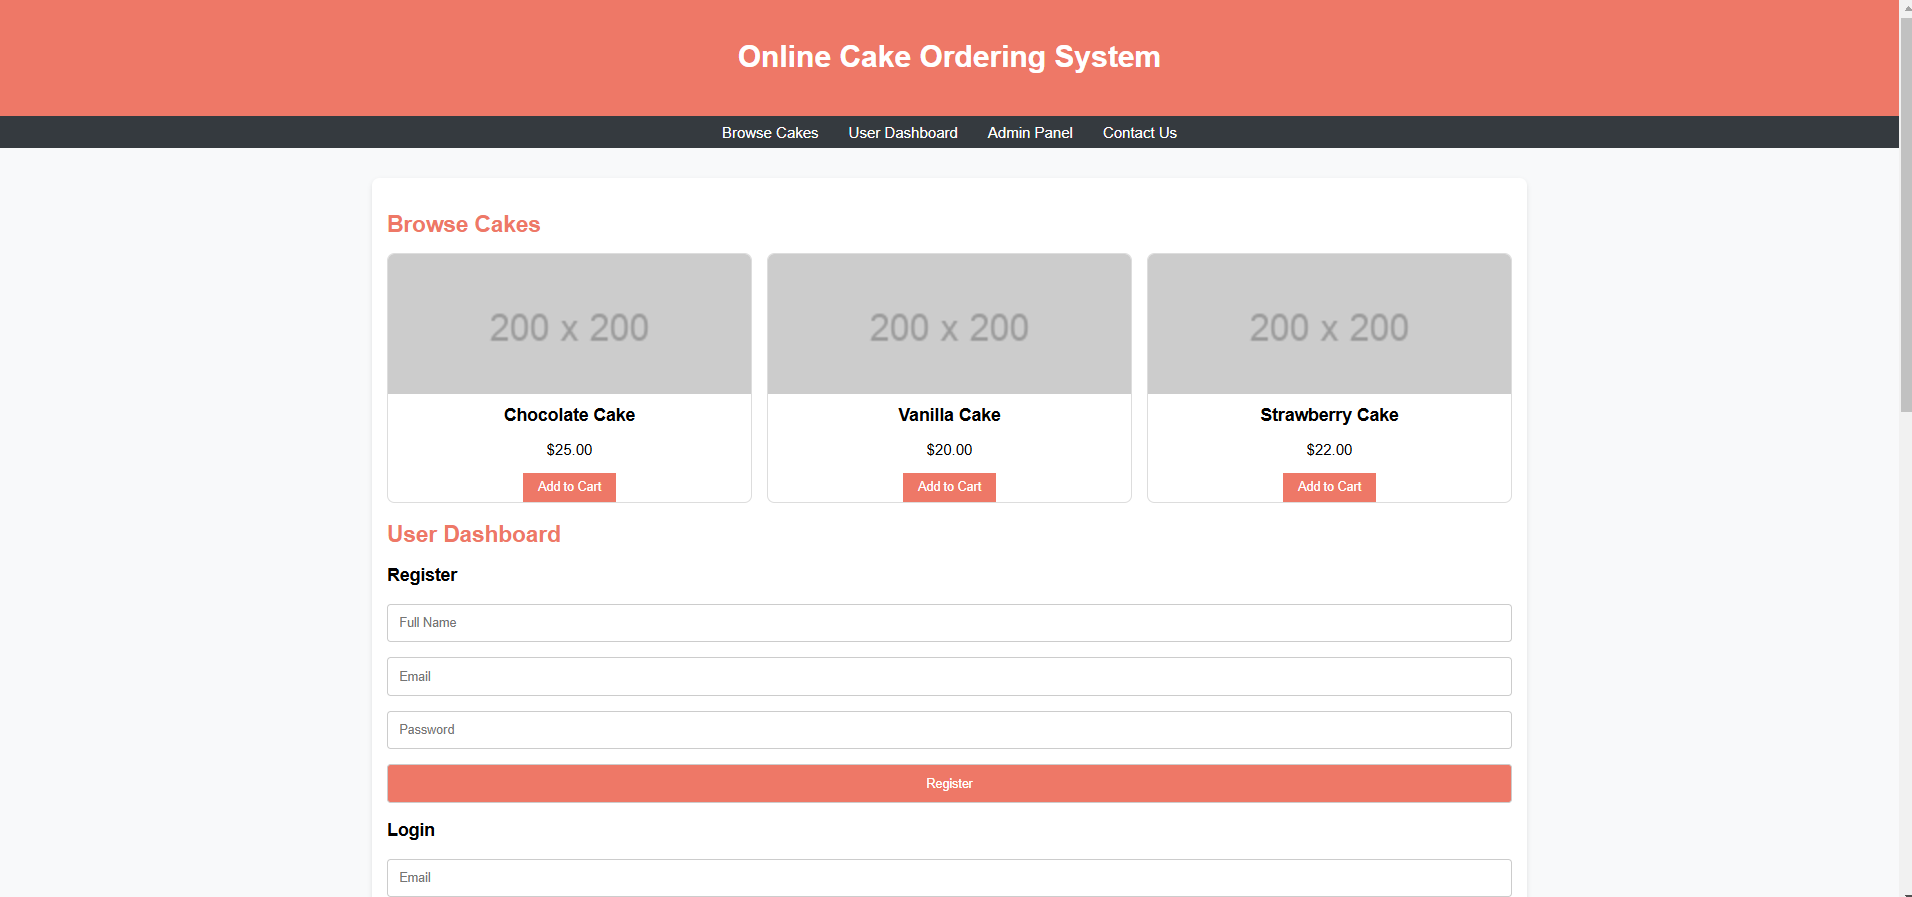 Online Cake Ordering System
Browse Cakes User Dashboard Admin Panel Contact Us
Browse Cakes
200 x 200 200 x 200 200 x 200
Chocolate Cake Vanilla Cake Strawberry Cake
$25.00 $20.00 $22.00
Add to Cart Add to Cart Add to Cart
User Dashboard
Register
Full Name
Email
Password
Register
Login
Email